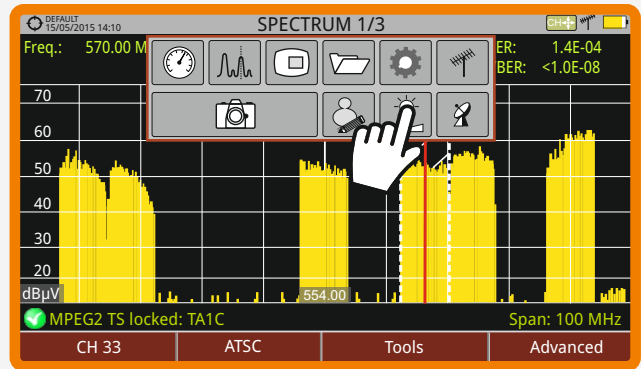 DEFAULT
15/05/2015 14:10
SPECTRUM 1/3
CH
Freq.: 570.00 M
ER: 1.4E-04
BER: <1.0E-08
70
60
50
40
30
20
dBµV
554.00
MPEG2 TS locked: TA1C
Span: 100 MHz
CH 33
ATSC
Tools
Advanced